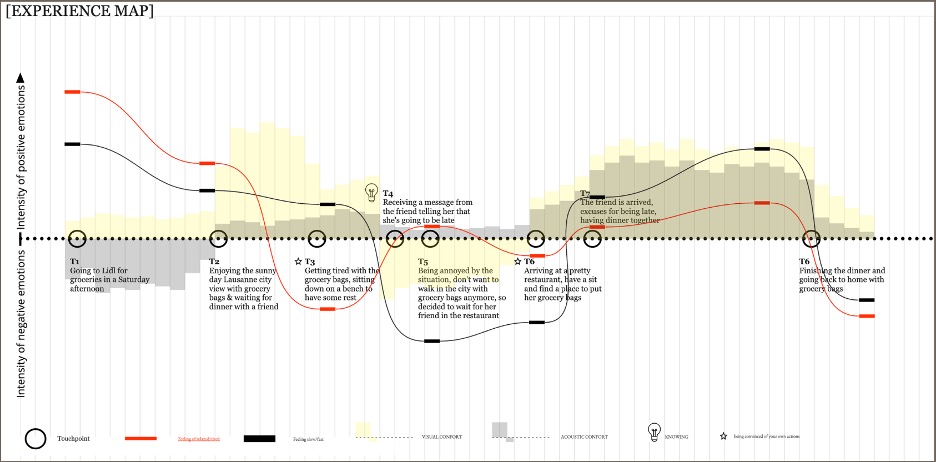 [EXPERIENCE MAP]
Intensity of positive emotions
Intensity of negative emotions
T1
Going to Lidl for
groceries in a Saturday
afternoon
T2
Enjoying the sunny
day Lausanne city
view with grocery
bags & waiting for
dinner with a friend
T3
Getting tired with the
grocery bags, sitting
down on a bench to
have some rest
T4
Receiving a message from
the friend telling her that
she's going to be late
T5
Being annoyed by the
situation, don't want to
walk in the city with
grocery bags anymore, so
decided to wait for her
friend in the restaurant
T6
Arriving at a pretty
restaurant, have a sit
and find a place to put
her grocery bags
T7
The friend is arrived,
excuses for being late,
having dinner together
T6
Finishing the dinner and
going back to home with
grocery bags
Touchpoint
Feeling
Feeling slow/fast
VISUAL CONFORT
ACOUSTIC CONFORT
KNOWING
being convinced of your own actions